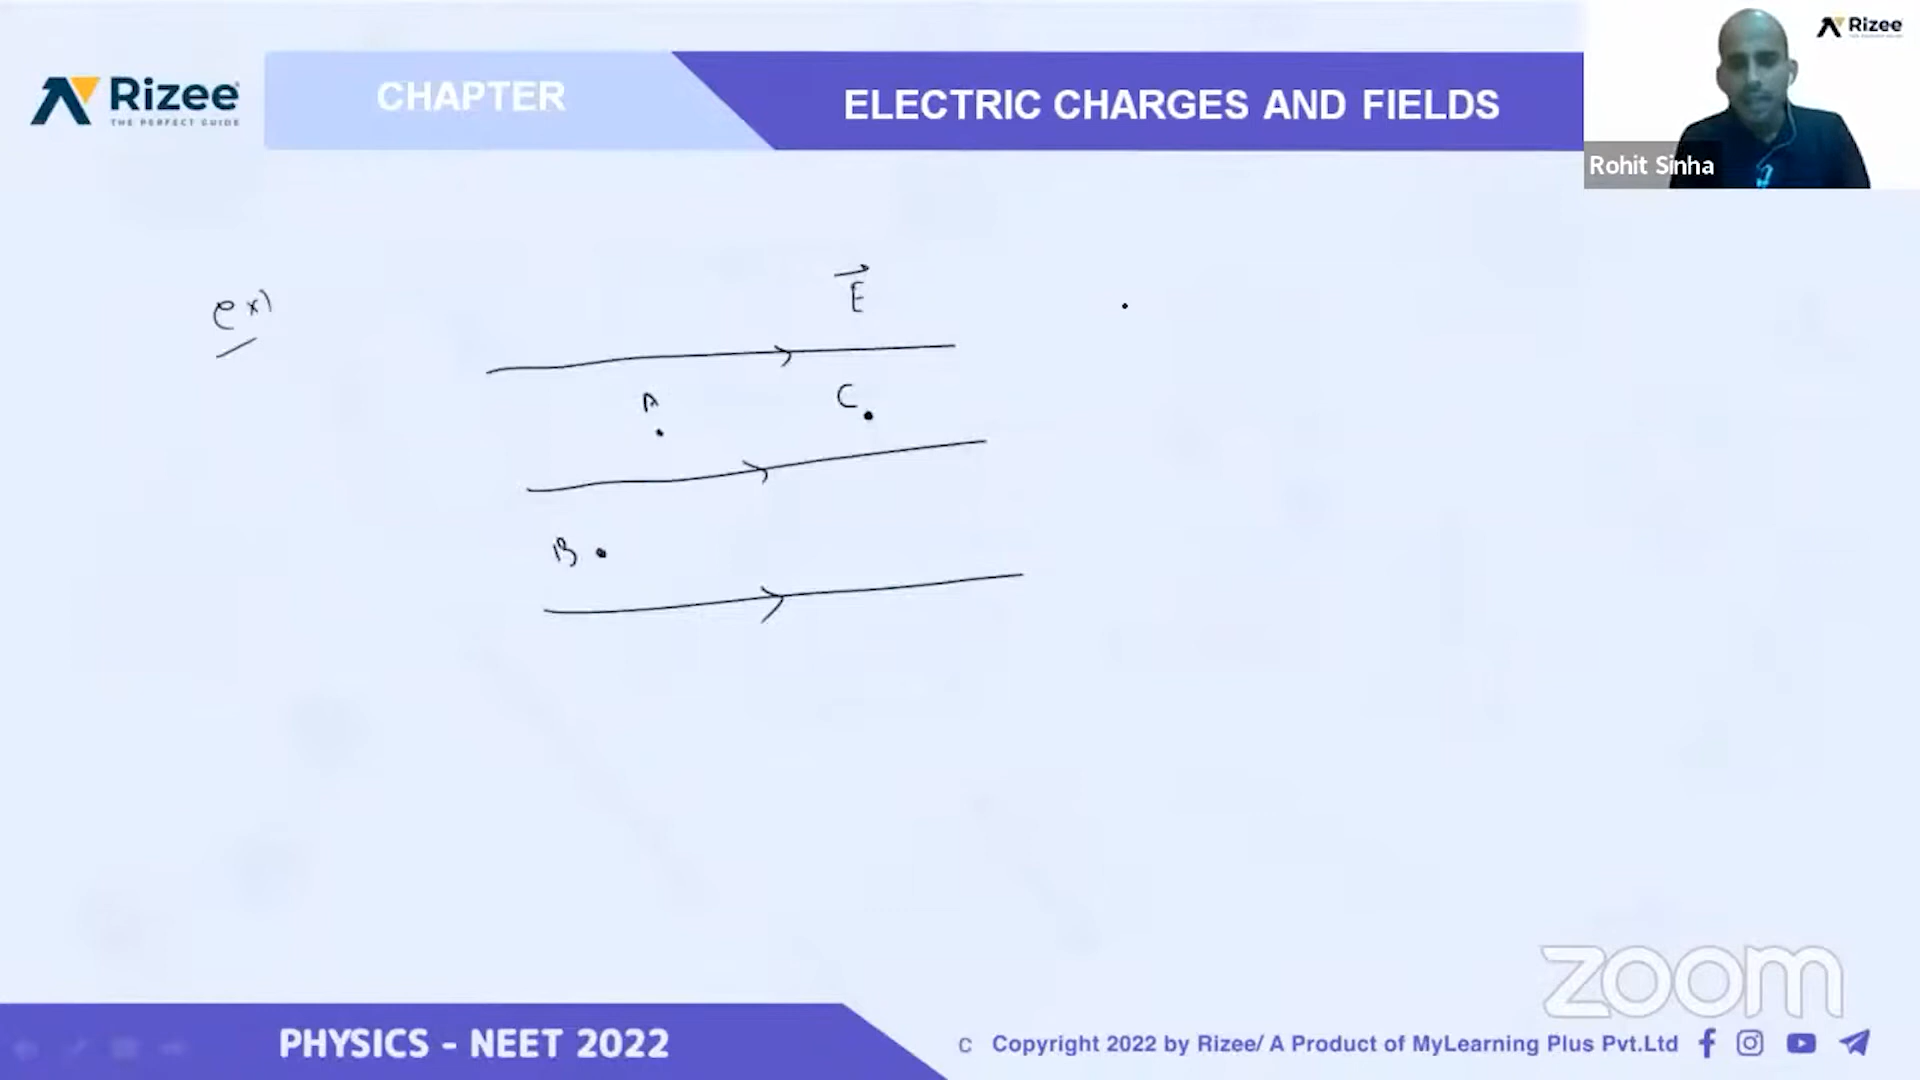 Rizee
THE PERFECT GUIDE
CHAPTER
ELECTRIC CHARGES AND FIELDS
Rizee
Rohit Sinha
ex)
E
A
C
B
zoom
PHYSICS - NEET 2022
C Copyright 2022 by Rizee/ A Product of MyLearning Plus Pvt.Ltd